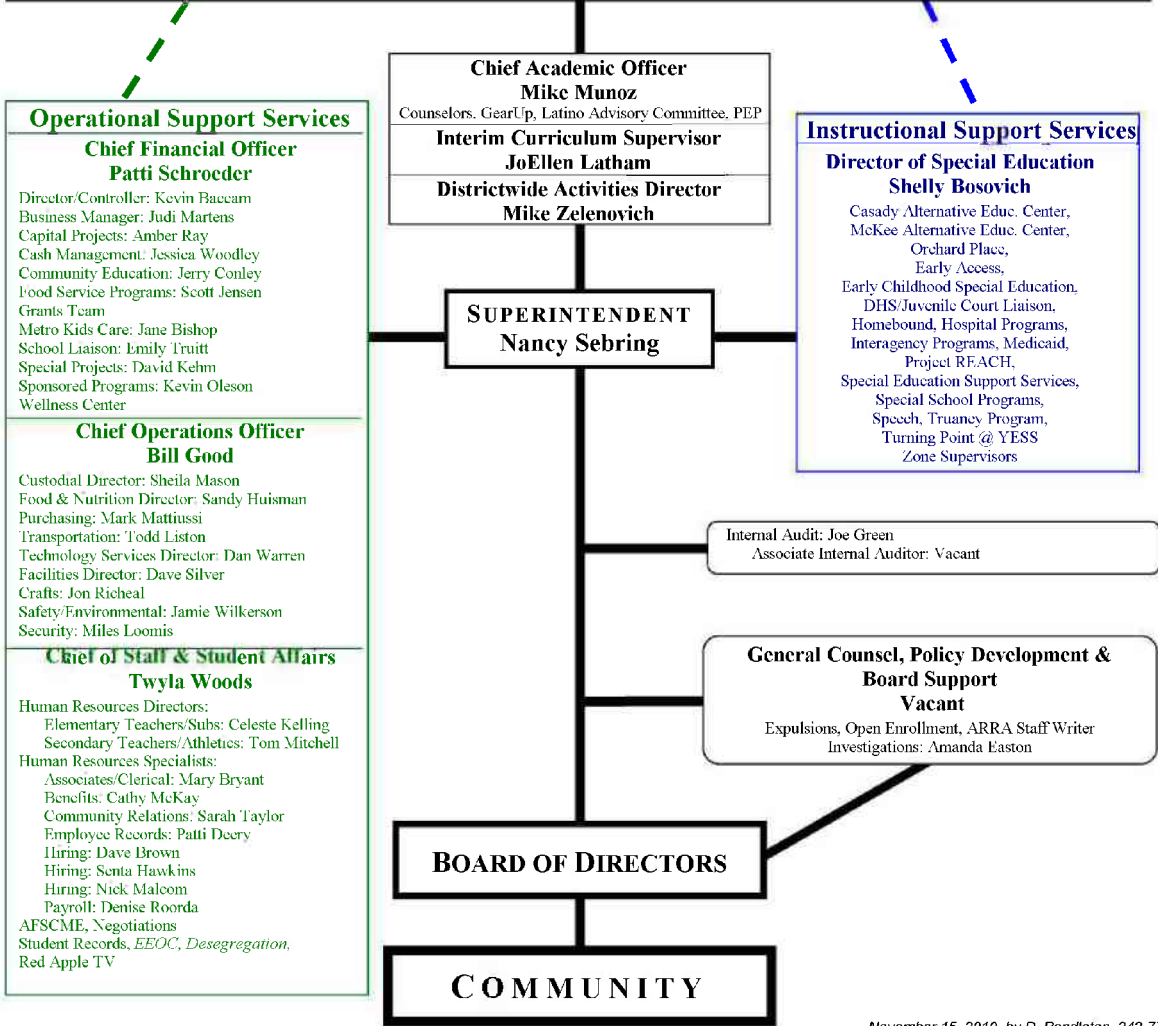 Chief Academic Officer
Mike Munoz
Counselors, GearUp, Latino Advisory Committee, PEP
Interim Curriculum Supervisor
JoEllen Latham
Districtwide Activities Director
Mike Zelenovich
Operational Support Services
Chief Financial Officer
Patti Schroeder
Director/Controller: Kevin Baccam
Business Manager: Judi Martens
Capital Projects: Amber Ray
Cash Management: Jessica Woodley
Community Education: Jerry Conley
Food Service Programs: Scott Jensen
Grants Team
Metro Kids Care: Jane Bishop
School Liaison: Emily Truitt
Special Projects: David Kehm
Sponsored Programs: Kevin Oleson
Wellness Center
Chief Operations Officer
Bill Good
Custodial Director: Sheila Mason
Food & Nutrition Director: Sandy Huisman
Purchasing: Mark Mattiussi
Transportation: Todd Liston
Technology Services Director: Dan Warren
Facilities Director: Dave Silver
Crafts: Jon Richeal
Safety/Environmental: Jamie Wilkerson
Security: Miles Loomis
Chief of Staff & Student Affairs
Twyla Woods
Human Resources Directors:
Elementary Teachers/Subs: Celeste Kelling
Secondary Teachers/Athletics: Tom Mitchell
Human Resources Specialists:
Associates/Clerical: Mary Bryant
Benefits: Cathy McKay
Community Relations: Sarah Taylor
Employee Records: Patti Deery
Hiring: Dave Brown
Hiring: Senta Hawkins
Hiring: Nick Malcom
Payroll: Denise Roorda
AFSCME, Negotiations
Student Records, EEOC, Desegregation,
Red Apple TV
Instructional Support Services
Director of Special Education
Shelly Bosovich
Casady Alternative Educ. Center,
McKee Alternative Educ. Center,
Orchard Place,
Early Access,
Early Childhood Special Education,
DHS/Juvenile Court Liaison,
Homebound, Hospital Programs,
Interagency Programs, Medicaid,
Project REACH,
Special Education Support Services,
Special School Programs,
Speech, Truancy Program,
Turning Point @ YESS
Zone Supervisors
SUPERINTENDENT
Nancy Sebring
Internal Audit: Joe Green
Associate Internal Auditor: Vacant
General Counsel, Policy Development &
Board Support
Vacant
Expulsions, Open Enrollment, ARRA Staff Writer
Investigations: Amanda Easton
BOARD OF DIRECTORS
COMMUNITY